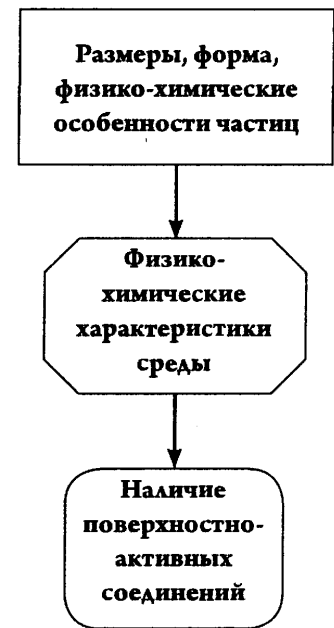 Размеры, форма,
физико-химические
особенности частиц
Физико-
химические
характеристики
среды
Наличие
поверхностно-
активных
соединений